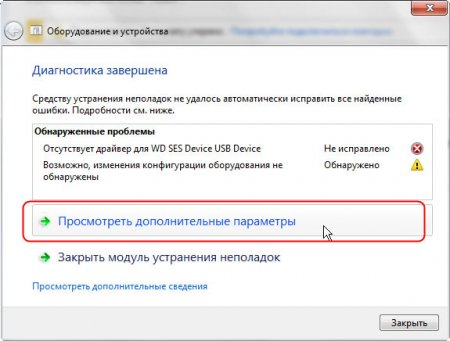 Оборудование и устройства
Диагностика завершена
Средству устранения неполадок не удалось автоматически исправить все найденные
ошибки. Подробности см. ниже.
Обнаруженные проблемы
Отсутствует драйвер для WD SES Device USB Device Не исправлено
Возможно, изменения конфигурации оборудования не Обнаружено
обнаружены
Просмотреть дополнительные параметры
Закрыть модуль устранения неполадок
Просмотреть дополнительные сведения
Закрыть